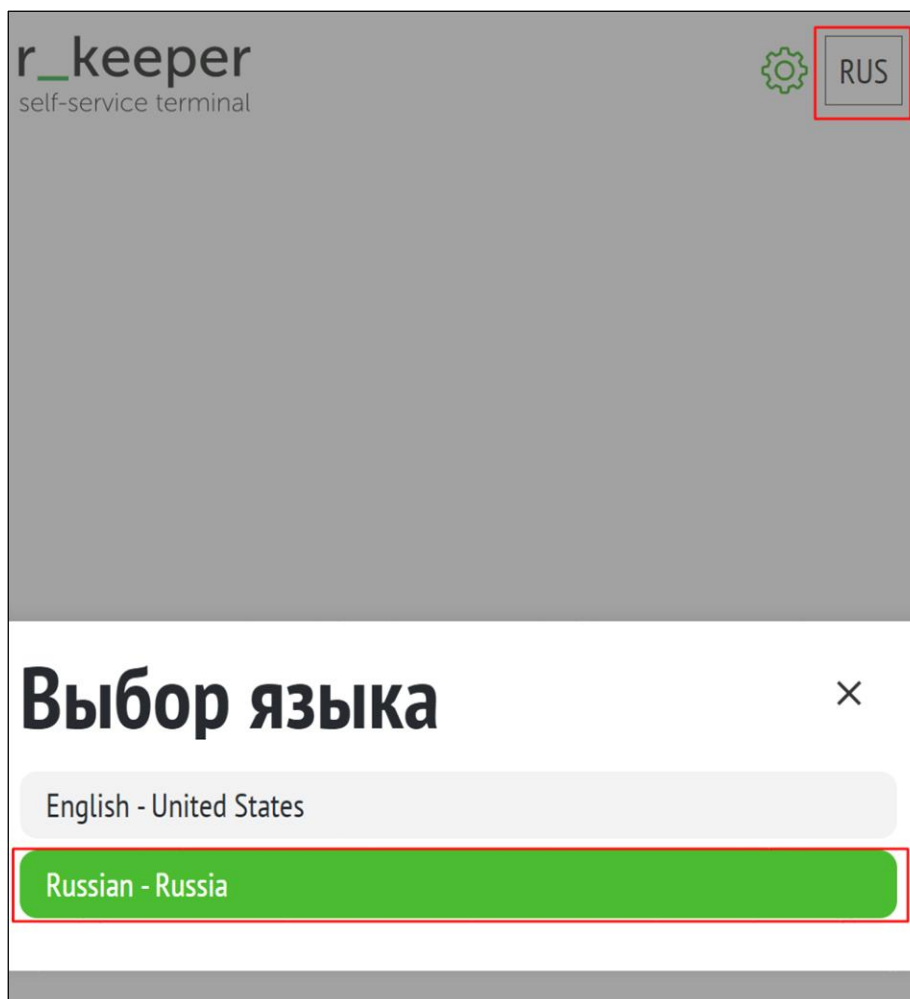 r_keeper
self-service terminal
RUS
Выбор языка
English - United States
Russian - Russia